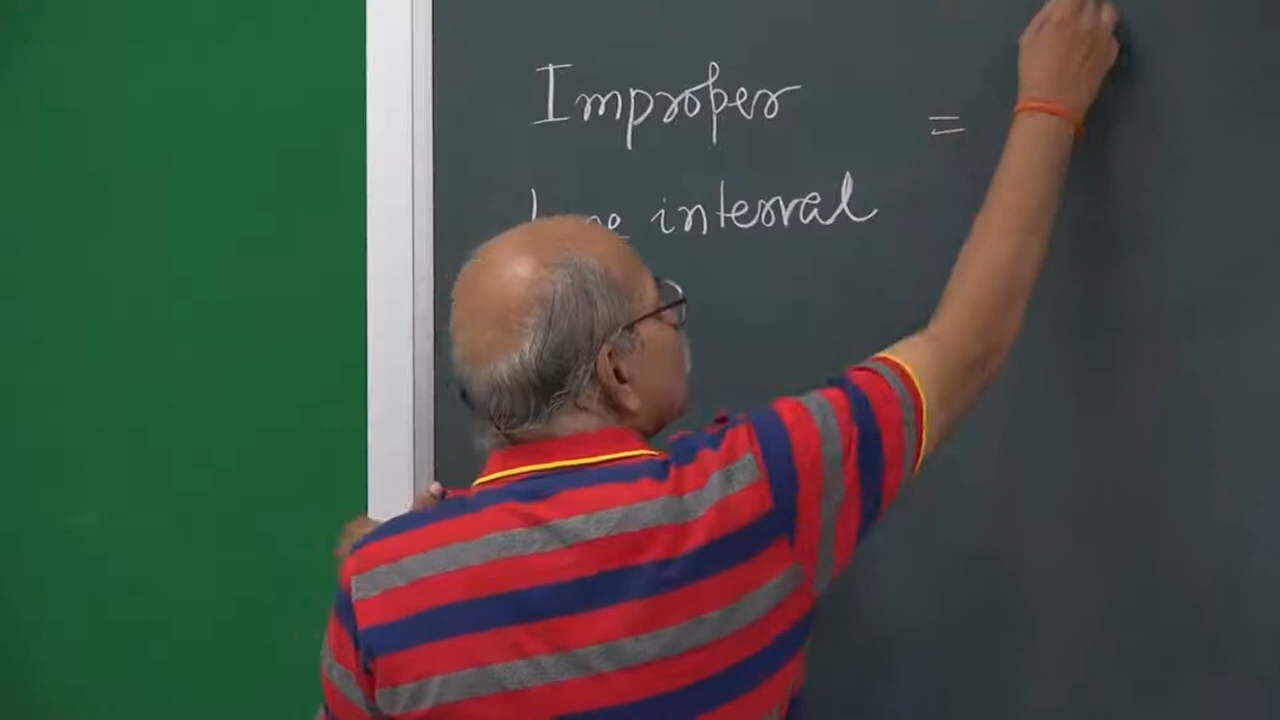 Improper =
interval